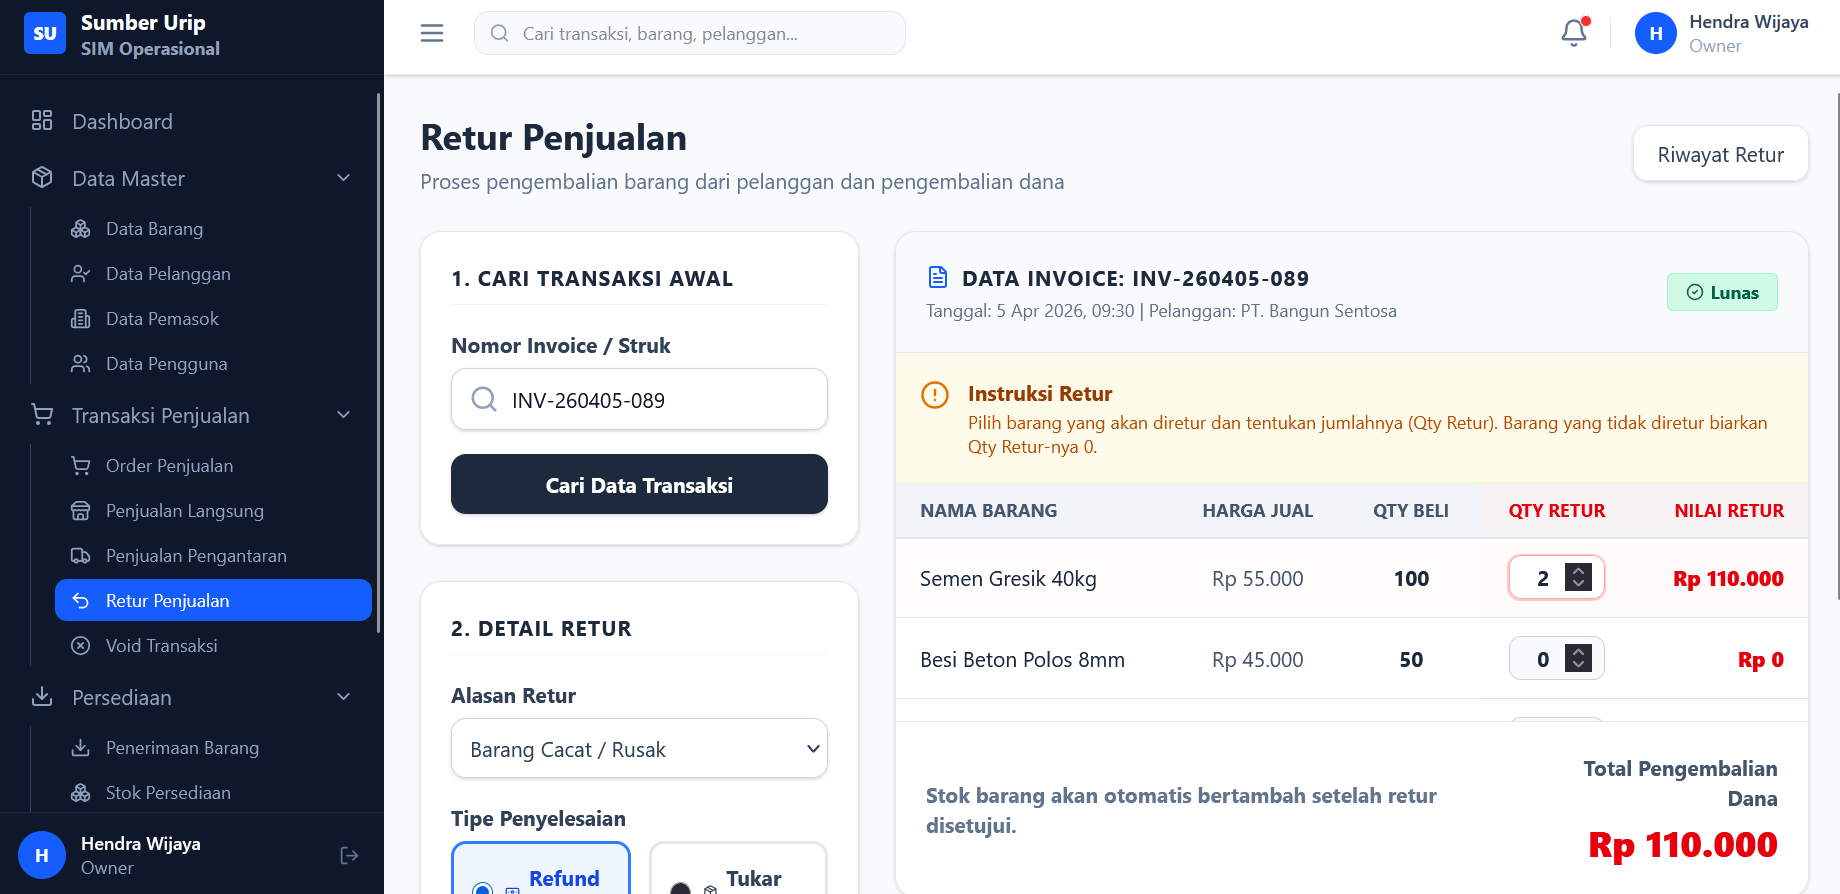 SU
Sumber Urip
SIM Operasional
Dashboard
Data Master
Data Barang
Data Pelanggan
Data Pemasok
Data Pengguna
Transaksi Penjualan
Order Penjualan
Penjualan Langsung
Penjualan Pengantaran
Retur Penjualan
Void Transaksi
Persediaan
Penerimaan Barang
Stok Persediaan
H
Hendra Wijaya
Owner
Cari transaksi, barang, pelanggan...
H
Hendra Wijaya
Owner
Retur Penjualan
Proses pengembalian barang dari pelanggan dan pengembalian dana
Riwayat Retur
1. CARI TRANSAKSI AWAL
Nomor Invoice / Struk
INV-260405-089
Cari Data Transaksi
2. DETAIL RETUR
Alasan Retur
Barang Cacat / Rusak
Tipe Penyelesaian
Refund
Tukar
DATA INVOICE: INV-260405-089
Tanggal: 5 Apr 2026, 09:30 | Pelanggan: PT. Bangun Sentosa
Lunas
Instruksi Retur
Pilih barang yang akan diretur dan tentukan jumlahnya (Qty Retur). Barang yang tidak diretur biarkan
Qty Retur-nya 0.
NAMA BARANG HARGA JUAL QTY BELI QTY RETUR NILAI RETUR
Semen Gresik 40kg Rp 55.000 100 2 Rp 110.000
Besi Beton Polos 8mm Rp 45.000 50 0 Rp 0
Stok barang akan otomatis bertambah setelah retur
disetujui.
Total Pengembalian
Dana
Rp 110.000